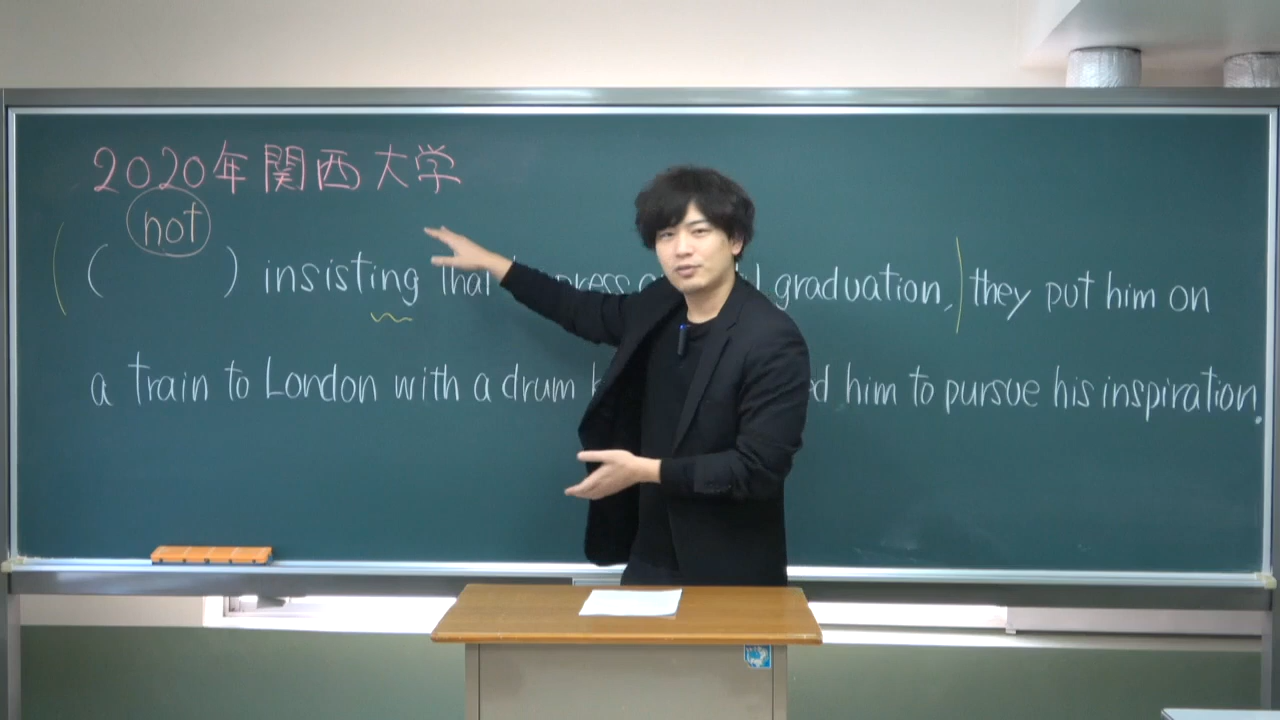 2020年関西大学
not
( ) insisting that press graduation, they put him on
a train to London with a drum him to pursue his inspiration.